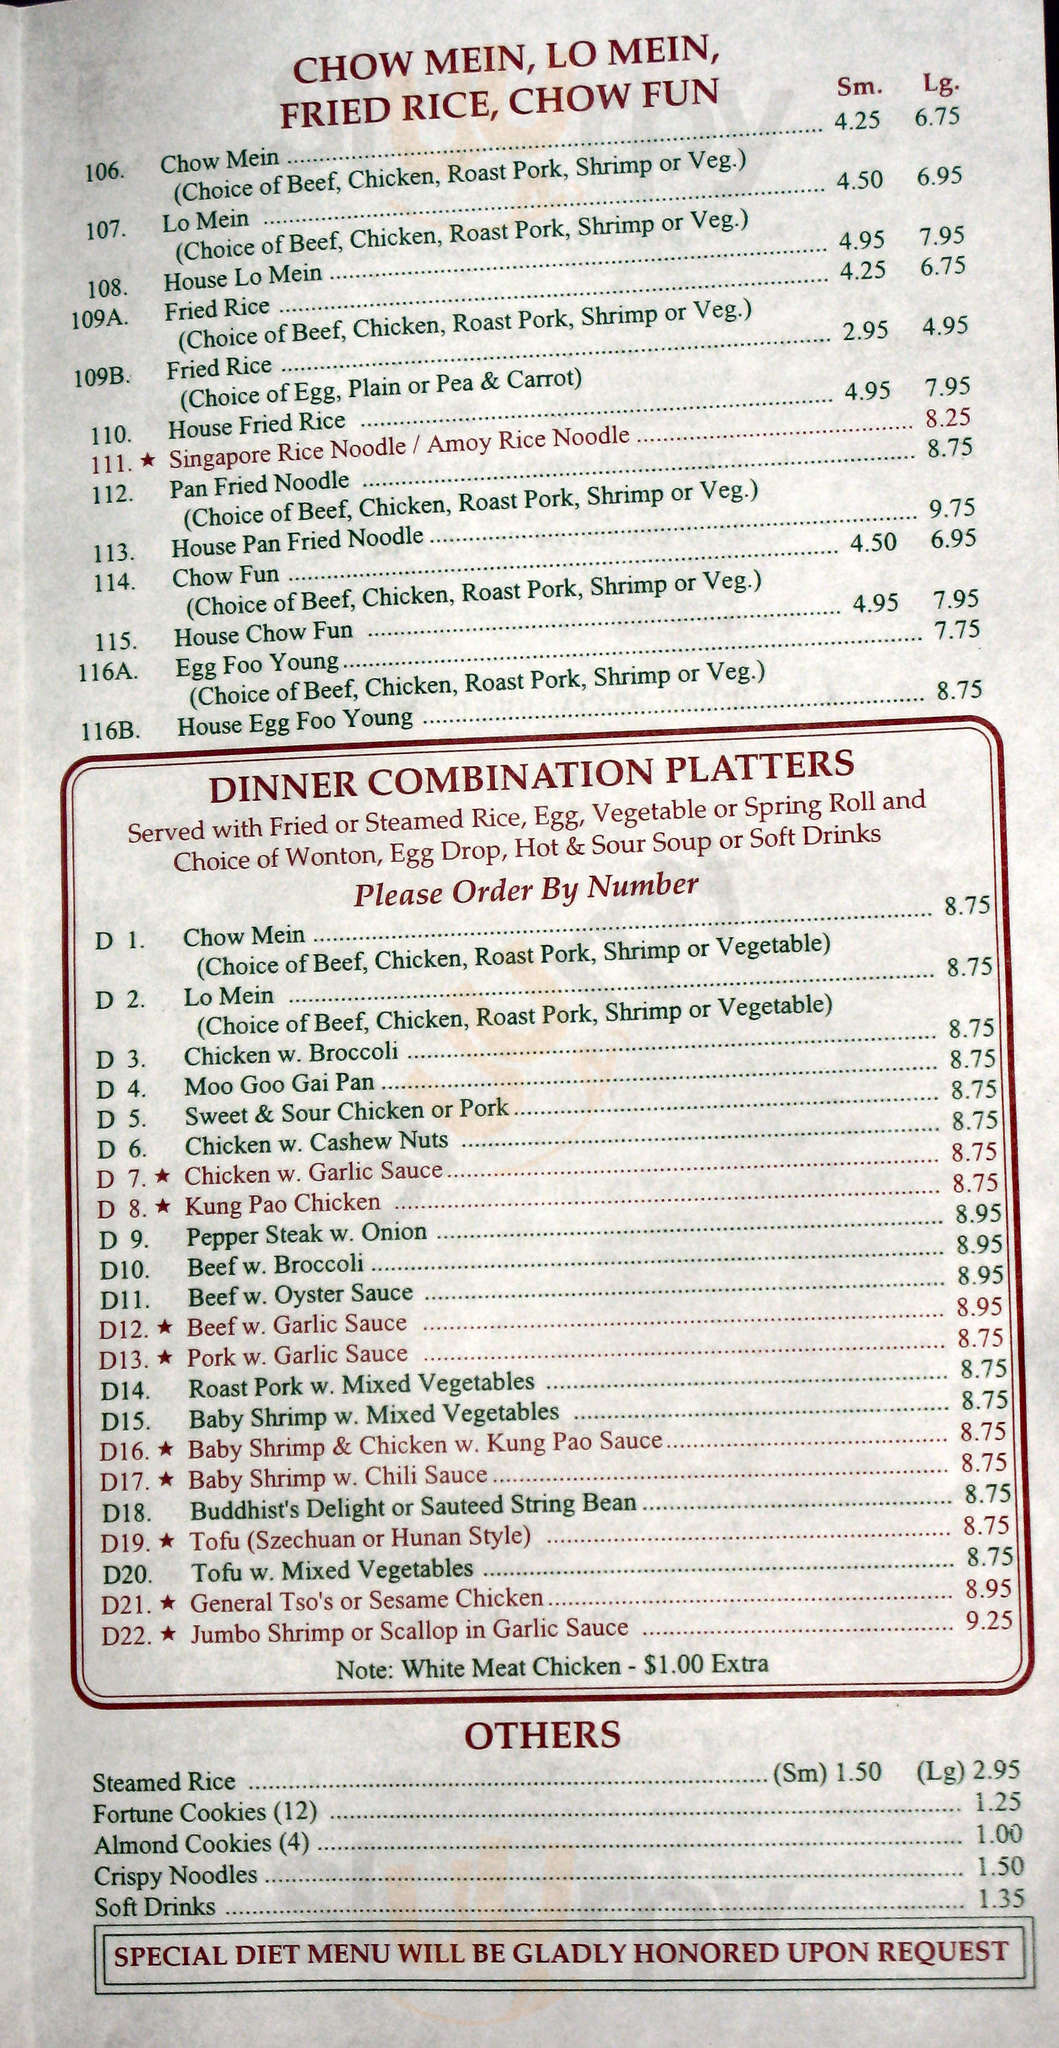 CHOW MEIN, LO MEIN,
FRIED RICE, CHOW FUN
Sm. Lg.
106. Chow Mein 4.25 6.75
(Choice of Beef, Chicken, Roast Pork, Shrimp or Veg.)
107. Lo Mein 4.50 6.95
(Choice of Beef, Chicken, Roast Pork, Shrimp or Veg.)
108. House Lo Mein 4.95 7.95
109A. Fried Rice 4.25 6.75
(Choice of Beef, Chicken, Roast Pork, Shrimp or Veg.)
109B. Fried Rice 2.95 4.95
(Choice of Egg, Plain or Pea & Carrot)
110. House Fried Rice 4.95 7.95
111. ★ Singapore Rice Noodle / Amoy Rice Noodle 8.25
112. Pan Fried Noodle 8.75
(Choice of Beef, Chicken, Roast Pork, Shrimp or Veg.)
113. House Pan Fried Noodle 9.75
114. Chow Fun 4.50 6.95
(Choice of Beef, Chicken, Roast Pork, Shrimp or Veg.)
115. House Chow Fun 4.95 7.95
116A. Egg Foo Young 7.75
(Choice of Beef, Chicken, Roast Pork, Shrimp or Veg.)
116B. House Egg Foo Young 8.75
DINNER COMBINATION PLATTERS
Served with Fried or Steamed Rice, Egg, Vegetable or Spring Roll and
Choice of Wonton, Egg Drop, Hot & Sour Soup or Soft Drinks
Please Order By Number
D 1. Chow Mein 8.75
(Choice of Beef, Chicken, Roast Pork, Shrimp or Vegetable)
D 2. Lo Mein 8.75
(Choice of Beef, Chicken, Roast Pork, Shrimp or Vegetable)
D 3. Chicken w. Broccoli 8.75
D 4. Moo Goo Gai Pan 8.75
D 5. Sweet & Sour Chicken or Pork 8.75
D 6. Chicken w. Cashew Nuts 8.75
D 7. ★ Chicken w. Garlic Sauce 8.75
D 8. ★ Kung Pao Chicken 8.75
D 9. Pepper Steak w. Onion 8.95
D10. Beef w. Broccoli 8.95
D11. Beef w. Oyster Sauce 8.95
D12. ★ Beef w. Garlic Sauce 8.95
D13. ★ Pork w. Garlic Sauce 8.75
D14. Roast Pork w. Mixed Vegetables 8.75
D15. Baby Shrimp w. Mixed Vegetables 8.75
D16. ★ Baby Shrimp & Chicken w. Kung Pao Sauce 8.75
D17. ★ Baby Shrimp w. Chili Sauce 8.75
D18. Buddhist's Delight or Sauteed String Bean 8.75
D19. ★ Tofu (Szechuan or Hunan Style) 8.75
D20. Tofu w. Mixed Vegetables 8.75
D21. ★ General Tso's or Sesame Chicken 8.95
D22. ★ Jumbo Shrimp or Scallop in Garlic Sauce 9.25
Note: White Meat Chicken - $1.00 Extra
OTHERS
Steamed Rice (Sm) 1.50 (Lg) 2.95
Fortune Cookies (12) 1.25
Almond Cookies (4) 1.00
Crispy Noodles 1.50
Soft Drinks 1.35
SPECIAL DIET MENU WILL BE GLADLY HONORED UPON REQUEST